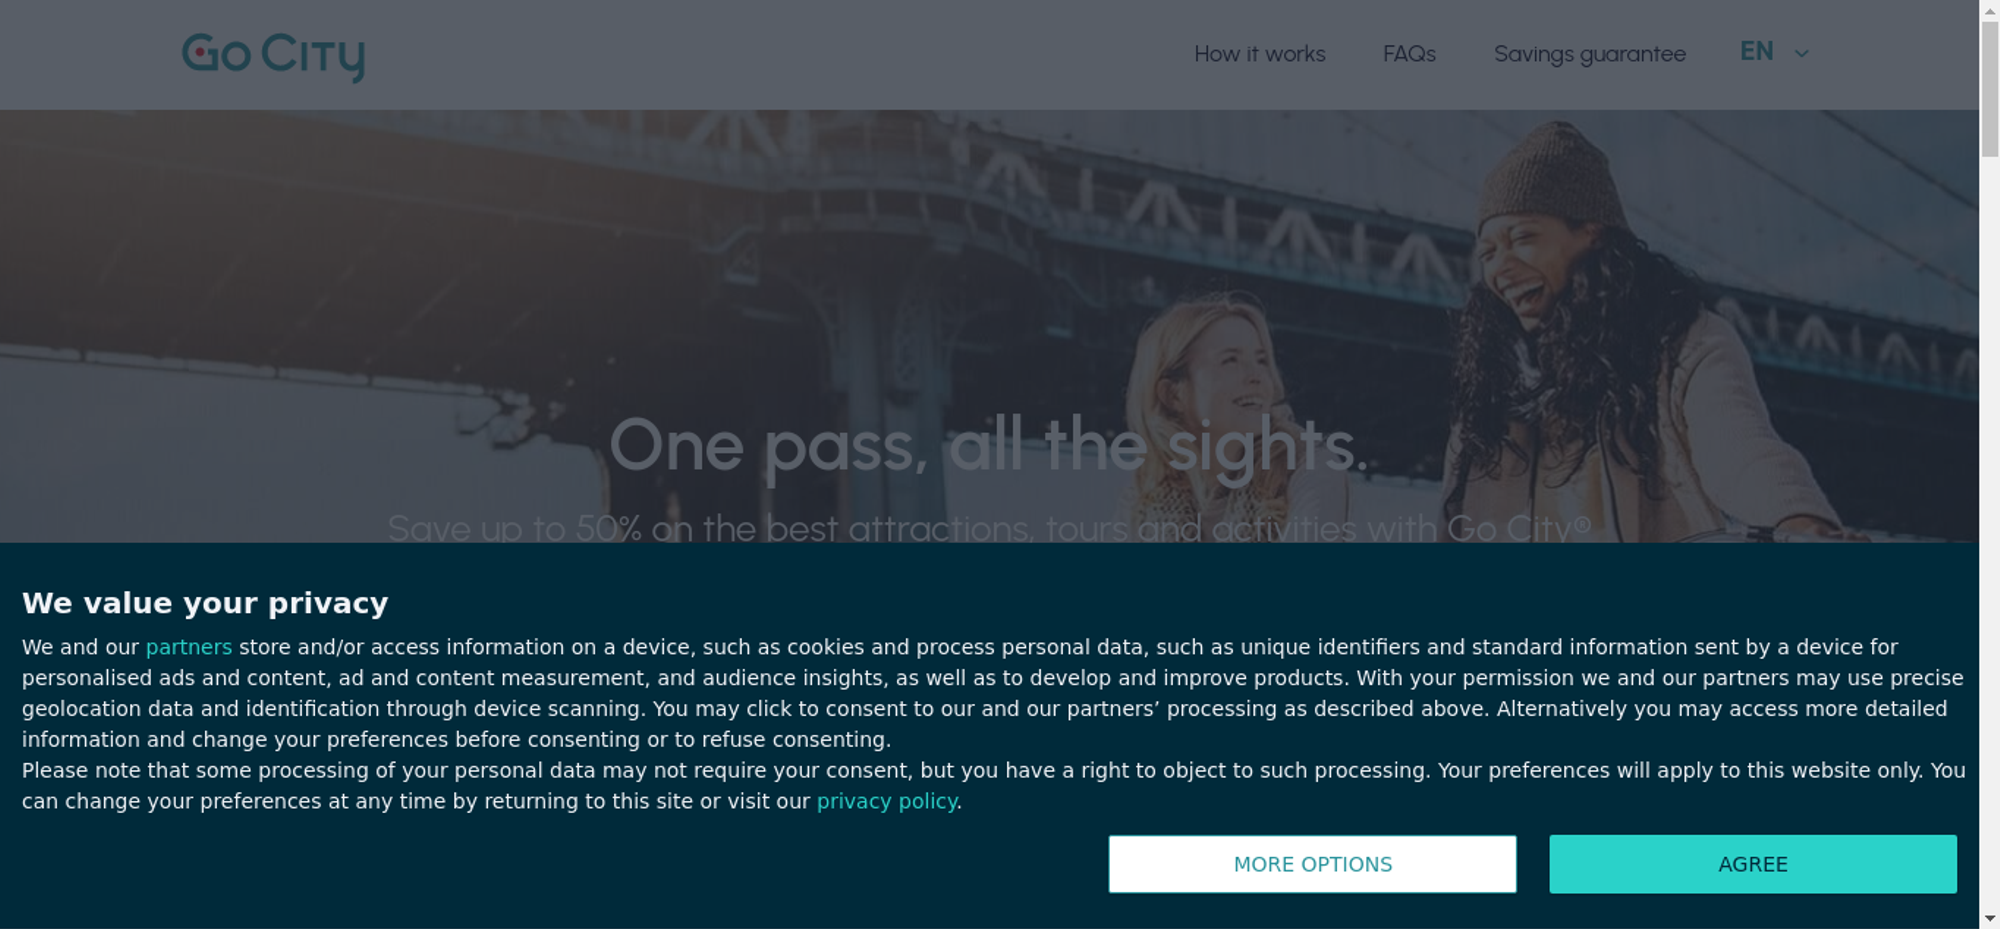 Go City
How it works
FAQs
Savings guarantee
EN
One pass, all the sights.
Save up to 50% on the best attractions, tours and activities with Go City®
We value your privacy
We and our partners store and/or access information on a device, such as cookies and process personal data, such as unique identifiers and standard information sent by a device for
personalised ads and content, ad and content measurement, and audience insights, as well as to develop and improve products. With your permission we and our partners may use precise
geolocation data and identification through device scanning. You may click to consent to our and our partners’ processing as described above. Alternatively you may access more detailed
information and change your preferences before consenting or to refuse consenting.
Please note that some processing of your personal data may not require your consent, but you have a right to object to such processing. Your preferences will apply to this website only. You
can change your preferences at any time by returning to this site or visit our privacy policy.
MORE OPTIONS
AGREE